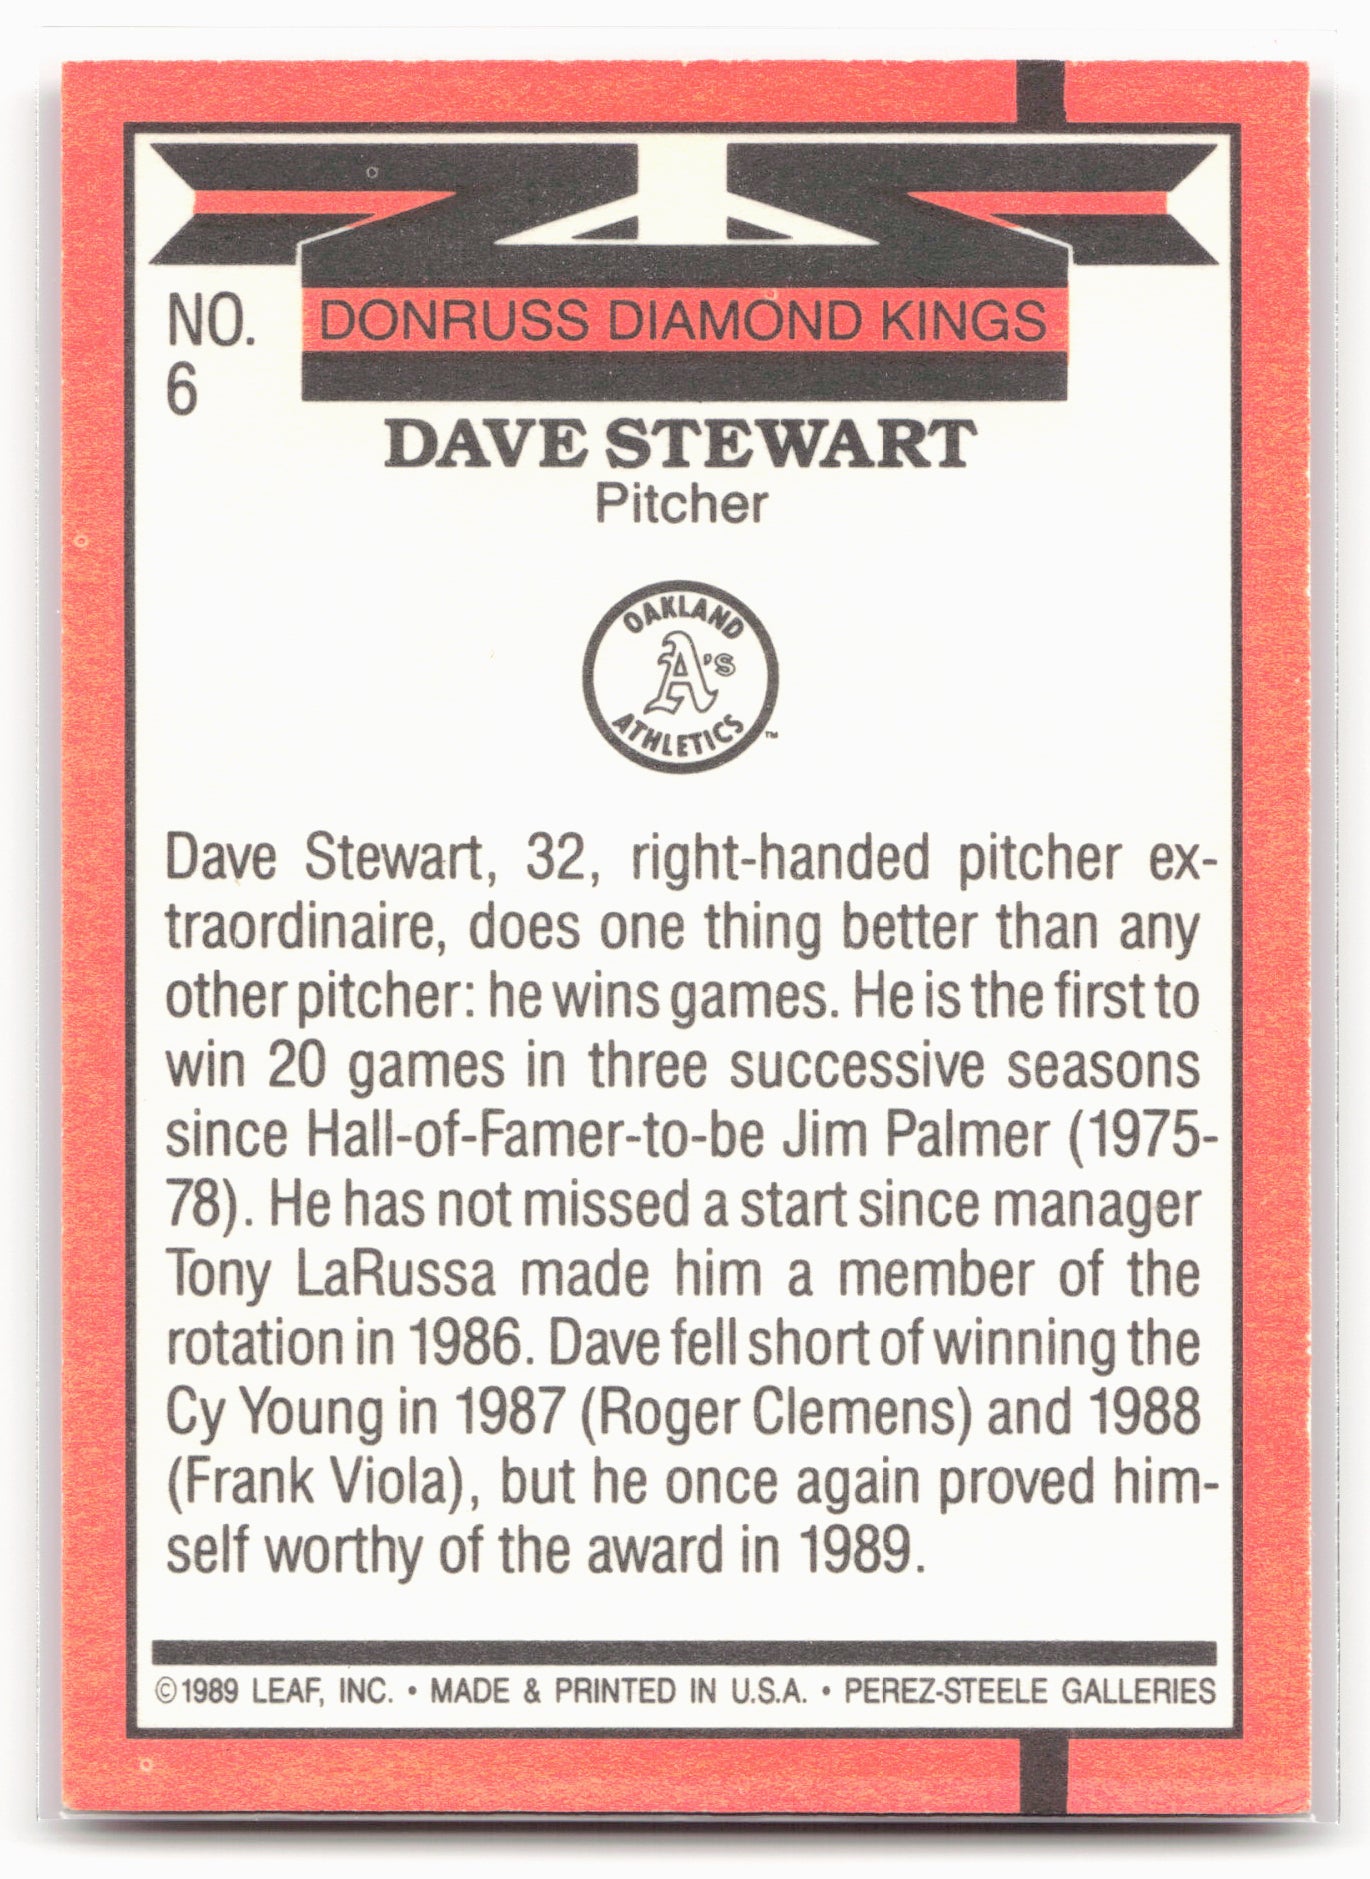 NO.
6
DONRUSS DIAMOND KINGS
DAVE STEWART
Pitcher
OAKLAND
A's
ATHLETICS
™
Dave Stewart, 32, right-handed pitcher ex-
traordinaire, does one thing better than any
other pitcher: he wins games. He is the first to
win 20 games in three successive seasons
since Hall-of-Famer-to-be Jim Palmer (1975-
78). He has not missed a start since manager
Tony LaRussa made him a member of the
rotation in 1986. Dave fell short of winning the
Cy Young in 1987 (Roger Clemens) and 1988
(Frank Viola), but he once again proved him-
self worthy of the award in 1989.
©1989 LEAF, INC. • MADE & PRINTED IN U.S.A. • PEREZ-STEELE GALLERIES